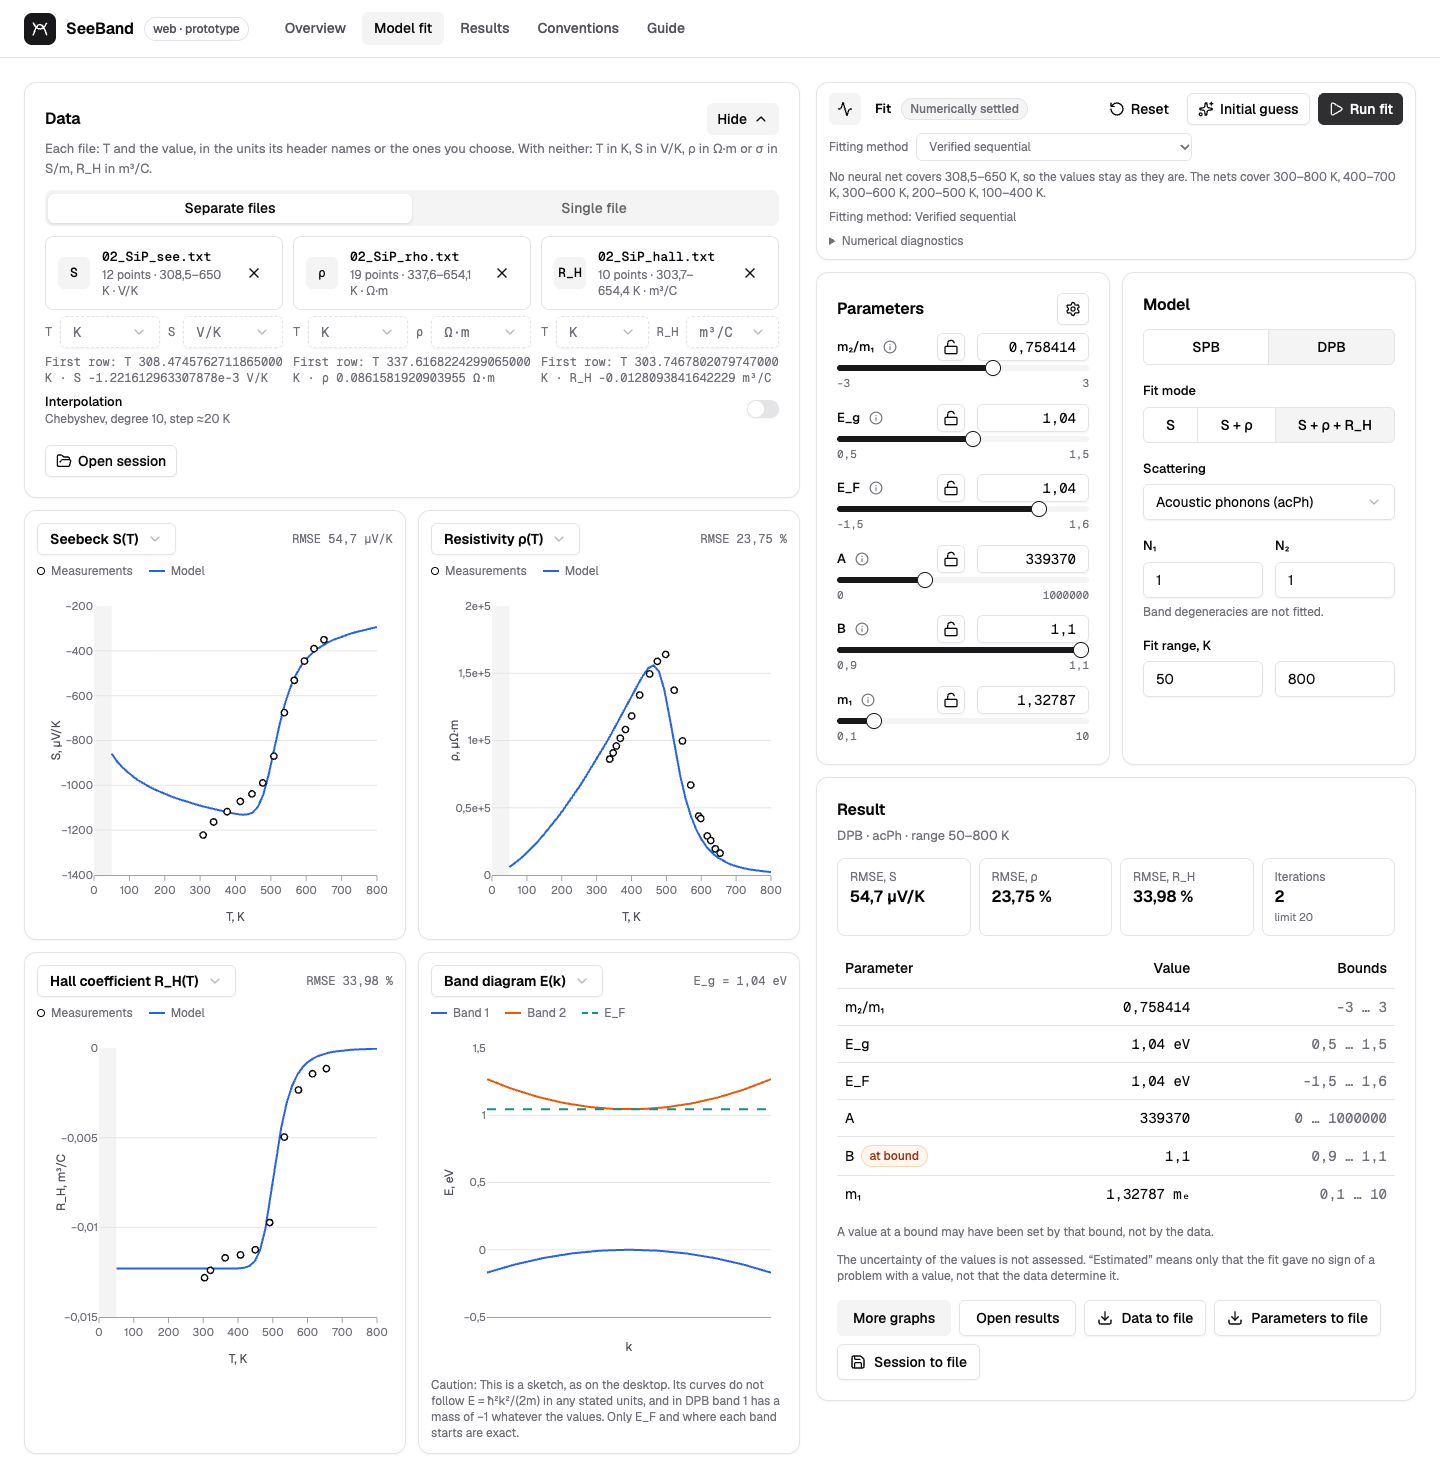 SeeBand
web · prototype
Overview
Model fit
Results
Conventions
Guide
Data
Hide
Each file: T and the value, in the units its header names or the ones you choose. With neither: T in K, S in V/K, ρ in Ω·m or σ in
S/m, R_H in m³/C.
Separate files
Single file
S
02_SiP_see.txt
12 points · 308,5–650
K · V/K
ρ
02_SiP_rho.txt
19 points · 337,6–654,1
K · Ω·m
R_H
02_SiP_hall.txt
10 points · 303,7–
654,4 K · m³/C
T K S V/K
T K ρ Ω·m
T K R_H m³/C
First row: T 308.4745762711865000
K · S -1.221612963307878e-3 V/K
First row: T 337.6168224299065000
K · ρ 0.0861581920903955 Ω·m
First row: T 303.7467802079747000
K · R_H -0.0128093841642229 m³/C
Interpolation
Chebyshev, degree 10, step ≈20 K
Open session
Seebeck S(T)
RMSE 54,7 µV/K
Measurements
Model
−200
−400
−600
−800
−1000
−1200
−1400
S, µV/K
0 100 200 300 400 500 600 700 800
T, K
Resistivity ρ(T)
RMSE 23,75 %
Measurements
Model
2e+5
1,5e+5
1e+5
0,5e+5
0
ρ, µΩ·m
0 100 200 300 400 500 600 700 800
T, K
Hall coefficient R_H(T)
RMSE 33,98 %
Measurements
Model
0
−0,005
−0,01
−0,015
R_H, m³/C
0 100 200 300 400 500 600 700 800
T, K
Band diagram E(k)
E_g = 1,04 eV
Band 1
Band 2
E_F
1,5
1
0,5
0
−0,5
E, eV
k
Caution: This is a sketch, as on the desktop. Its curves do not
follow E = ħ²k²/(2m) in any stated units, and in DPB band 1 has a
mass of −1 whatever the values. Only E_F and where each band
starts are exact.
Fit
Numerically settled
Reset
Initial guess
Run fit
Fitting method
Verified sequential
No neural net covers 308,5–650 K, so the values stay as they are. The nets cover 300–800 K, 400–700
K, 300–600 K, 200–500 K, 100–400 K.
Fitting method: Verified sequential
Numerical diagnostics
Parameters
m₂/m₁
0,758414
-3
3
E_g
1,04
0,5
1,5
E_F
1,04
-1,5
1,6
A
339370
0
1000000
B
1,1
0,9
1,1
m₁
1,32787
0,1
10
Model
SPB
DPB
Fit mode
S
S + ρ
S + ρ + R_H
Scattering
Acoustic phonons (acPh)
N₁
N₂
1
1
Band degeneracies are not fitted.
Fit range, K
50
800
Result
DPB · acPh · range 50–800 K
RMSE, S
54,7 µV/K
RMSE, ρ
23,75 %
RMSE, R_H
33,98 %
Iterations
2
limit 20
Parameter Value Bounds
m₂/m₁ 0,758414 -3 … 3
E_g 1,04 eV 0,5 … 1,5
E_F 1,04 eV -1,5 … 1,6
A 339370 0 … 1000000
B at bound 1,1 0,9 … 1,1
m₁ 1,32787 mₑ 0,1 … 10
A value at a bound may have been set by that bound, not by the data.
The uncertainty of the values is not assessed. “Estimated” means only that the fit gave no sign of a
problem with a value, not that the data determine it.
More graphs
Open results
Data to file
Parameters to file
Session to file